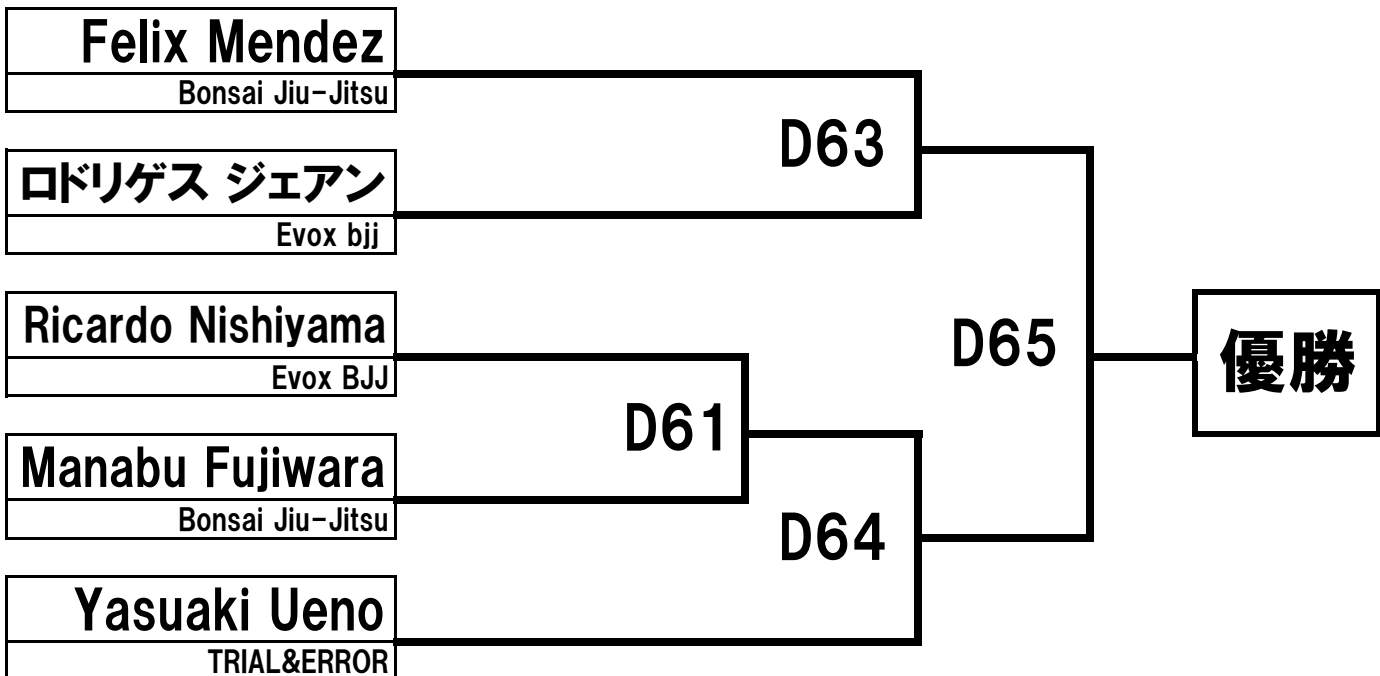 Felix Mendez
Bonsai Jiu-Jitsu
D63
ロドリゲス ジェアン
Evox bjj
Ricardo Nishiyama
Evox BJJ
D65
優勝
D61
Manabu Fujiwara
Bonsai Jiu-Jitsu
D64
Yasuaki Ueno
TRIAL&ERROR